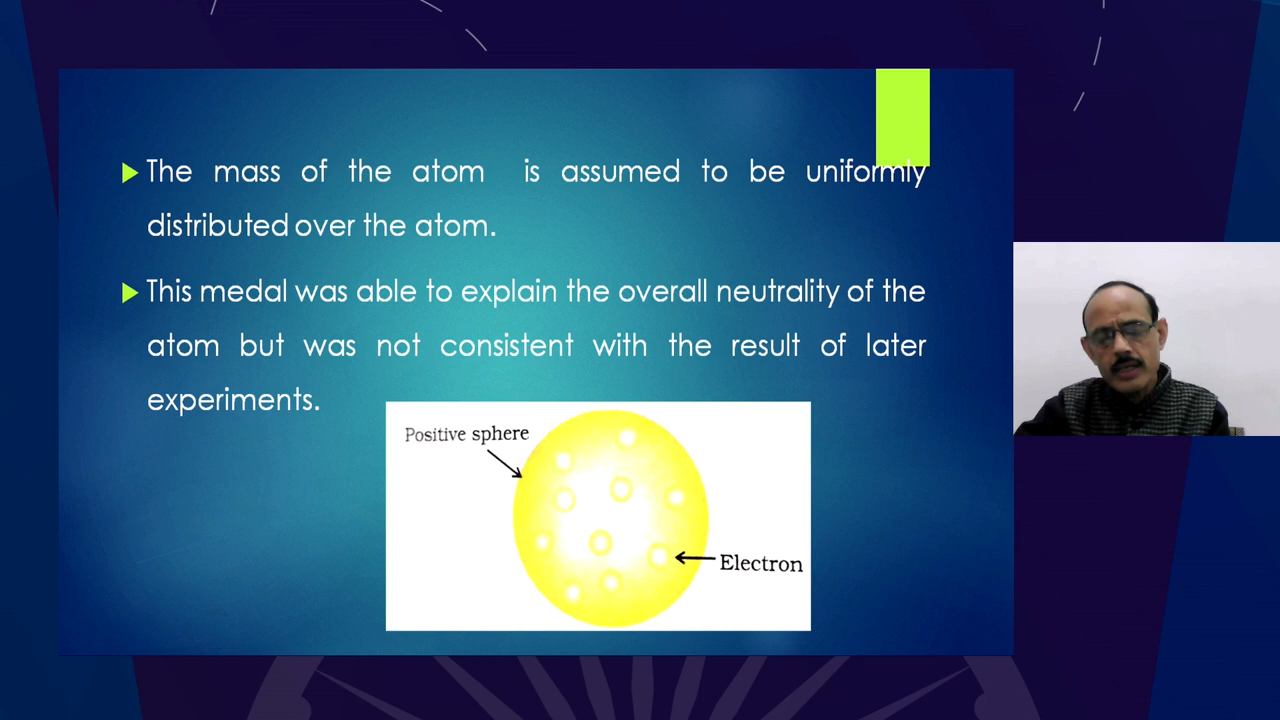 The mass of the atom is assumed to be uniformly
distributed over the atom.
This medal was able to explain the overall neutrality of the
atom but was not consistent with the result of later
experiments.
Positive sphere
Electron